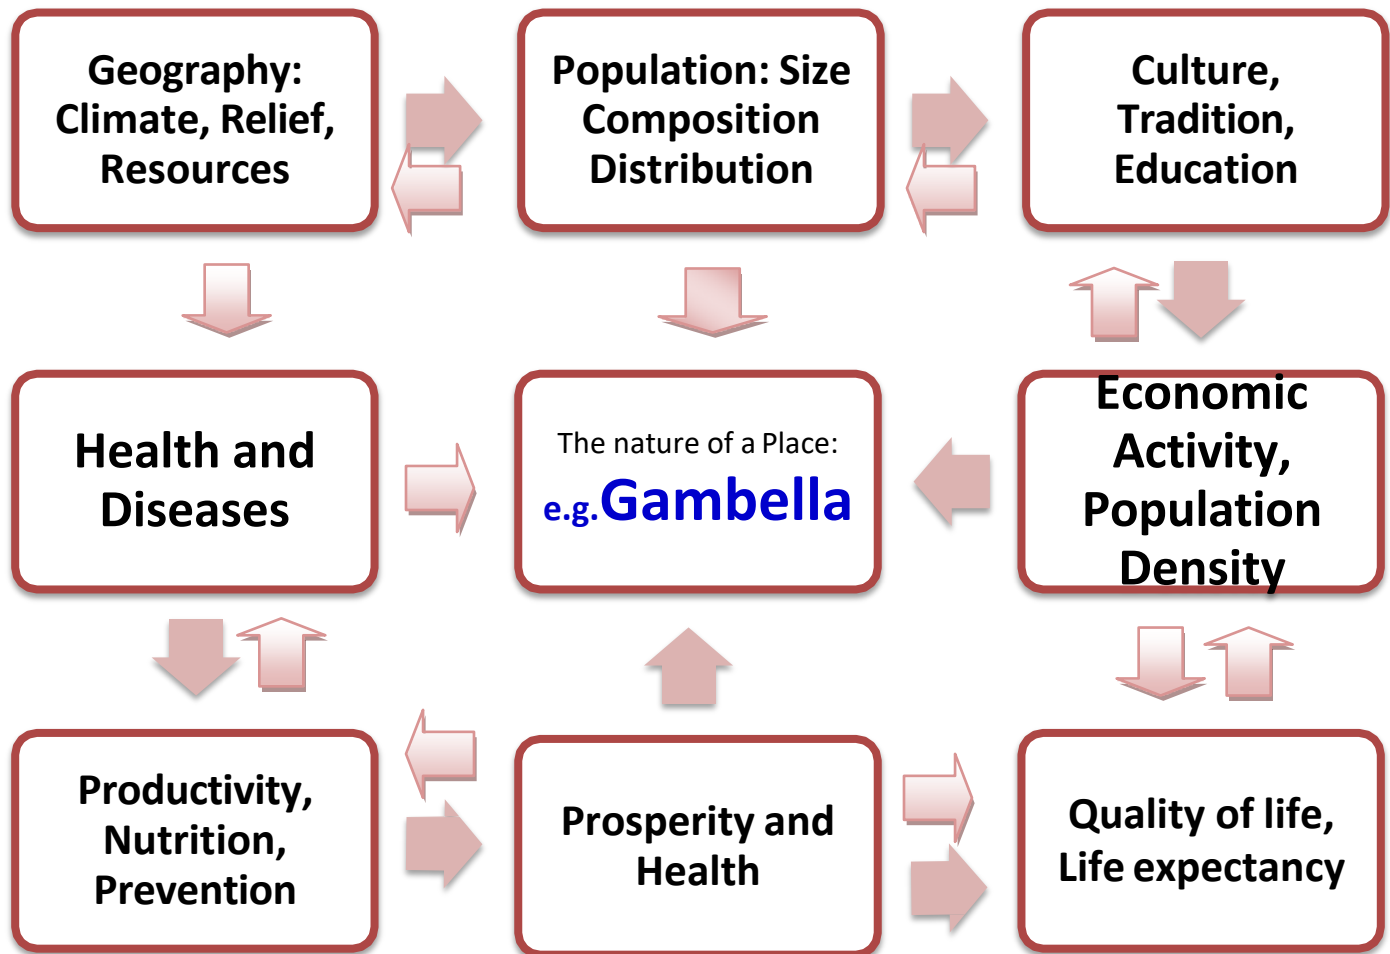 Geography:
Climate, Relief,
Resources
Population: Size
Composition
Distribution
Culture,
Tradition,
Education
Health and
Diseases
The nature of a Place:
e.g.Gambella
Economic
Activity,
Population
Density
Productivity,
Nutrition,
Prevention
Prosperity and
Health
Quality of life,
Life expectancy